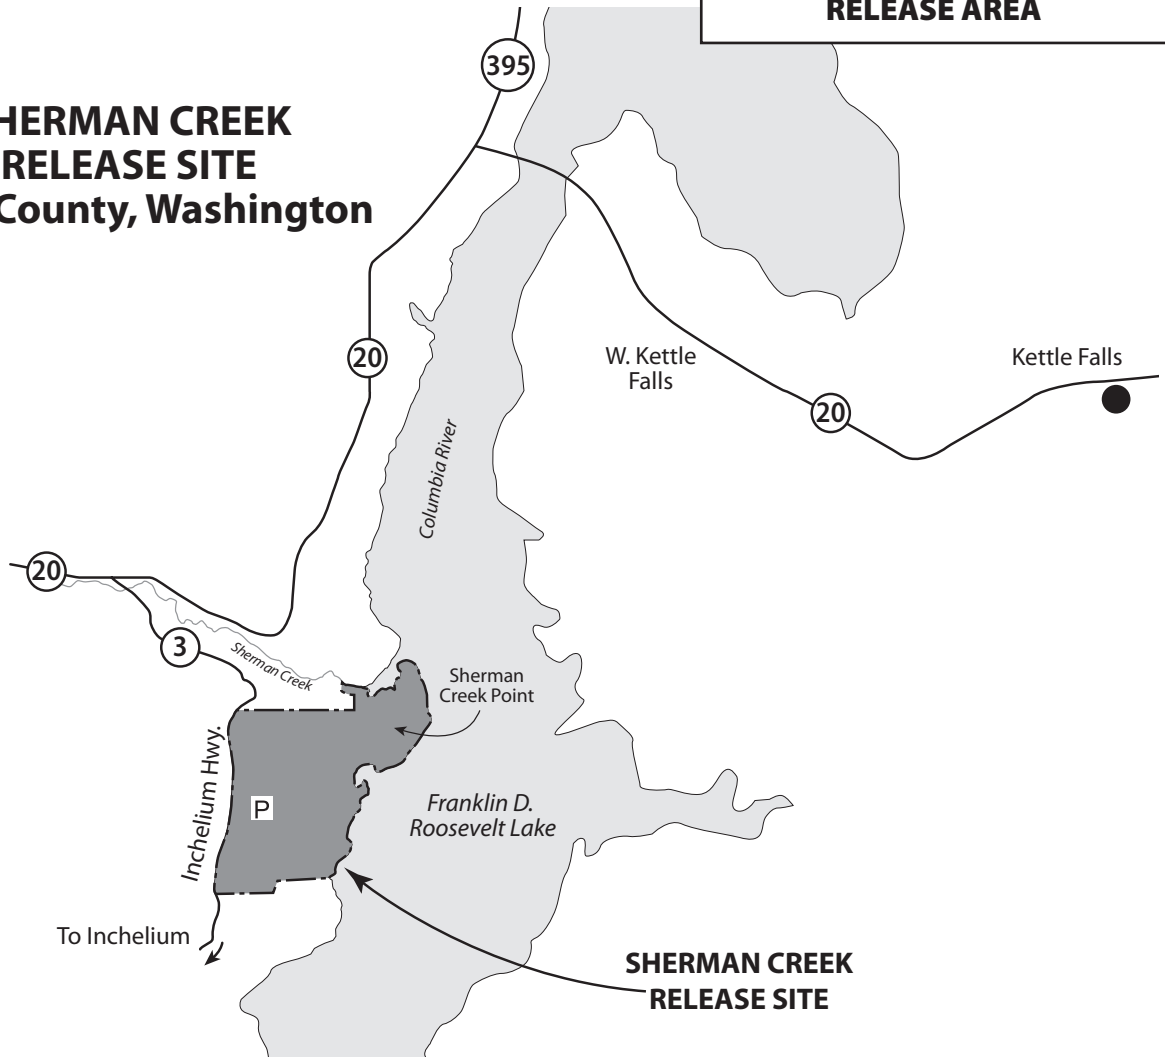 RELEASE AREA
395
HERMAN CREEK
RELEASE SITE
County, Washington
20
W. Kettle
Falls
Kettle Falls
20
Columbia River
20
3
Sherman Creek
Sherman
Creek Point
Inchelium Hwy.
P
Franklin D.
Roosevelt Lake
To Inchelium
SHERMAN CREEK
RELEASE SITE